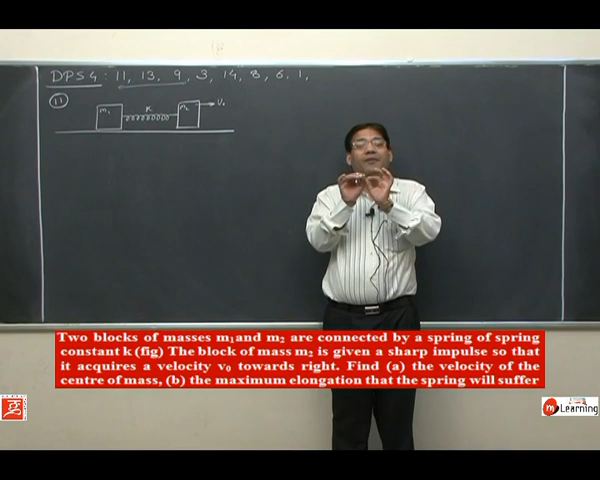 DPS 4 : 11, 13, 9, 3, 14, 8, 6, 1,
11
m₁ K m₂ V₀
Two blocks of masses m₁and m₂ are connected by a spring of spring
constant k (fig) The block of mass m₂ is given a sharp impulse so that
it acquires a velocity v₀ towards right. Find (a) the velocity of the
centre of mass, (b) the maximum elongation that the spring will suffer
m Learning